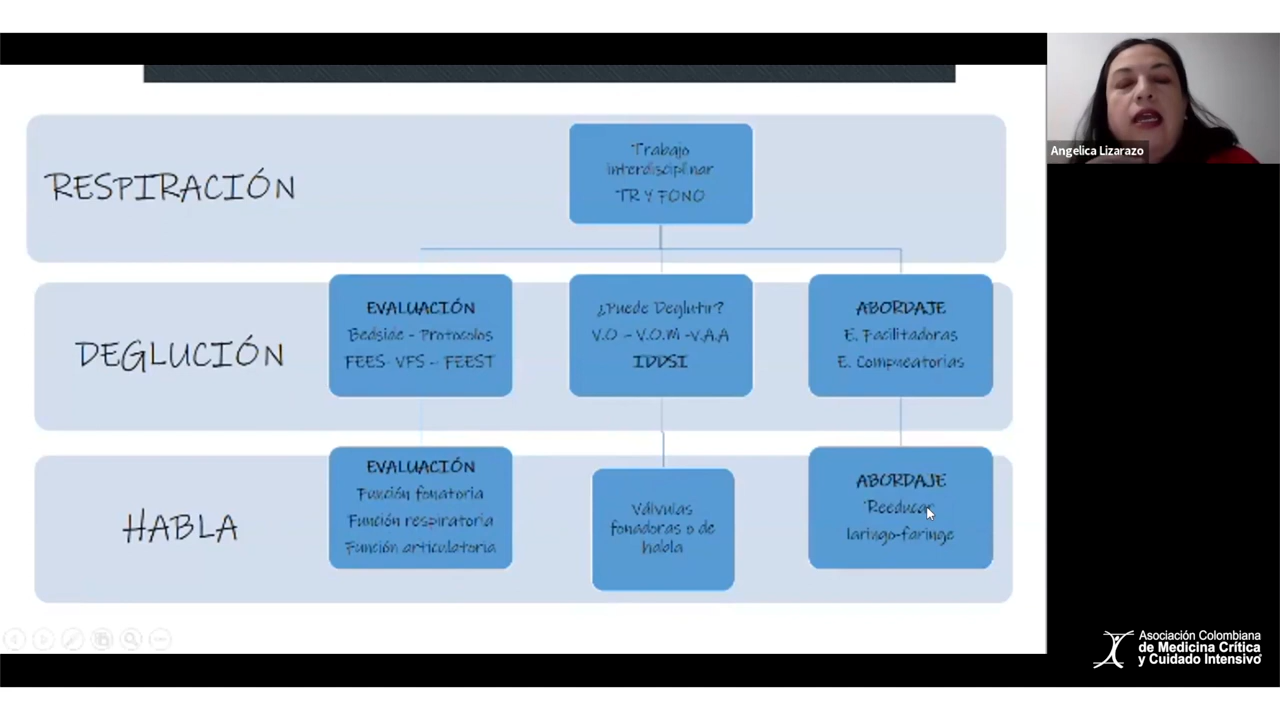 RESPIRACIÓN
Trabajo
interdisciplinar
TR Y FONO
DEGLUCIÓN
EVALUACIÓN
Bedside - Protocolos
FEES- VFS - FEEST
¿Puede Deglutir?
V.O - V.O.M -V.A.A
IDDSI
ABORDAJE
E. Facilitadoras
E. Compneatorias
HABLA
EVALUACIÓN
Función fonatoria
Función respiratoria
Función articulatoria
Válvulas
fonadoras o de
habla
ABORDAJE
Reeducar
laringo-faringe
Angelica Lizarazo
Asociación Colombiana
de Medicina Crítica
y Cuidado Intensivo